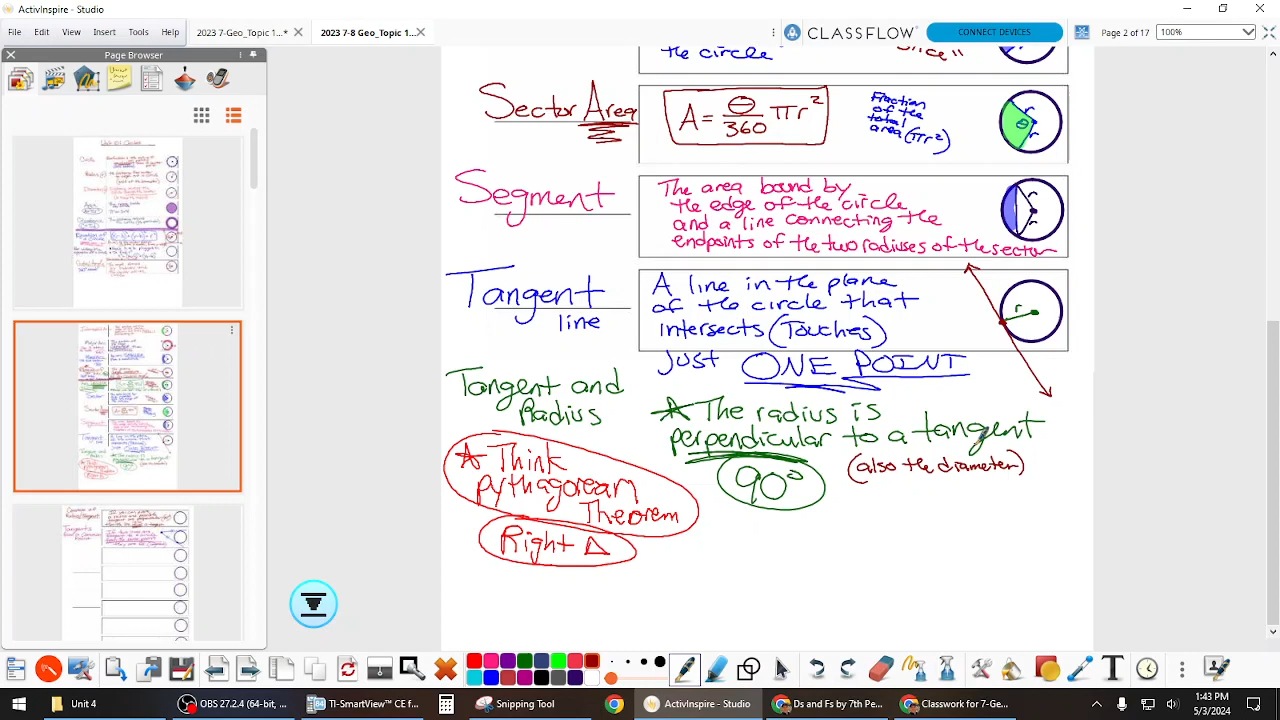 ActivInspire - Studio
File Edit View Insert Tools Help
2023 7-Geo_Topic 1...*
2023 7-8 Geo_Topic 1...*
CLASSFLOW
CONNECT DEVICES
Page 2 of 17
100%
Page Browser
the circle
Slice"
Sector Area
A = Θ/360 πr²
Fraction
of the
total
area (πr²)
r
Θ
r
Segment
The area bound by
the edge of the circle
and a line connecting the
endpoints of the two radiuses of the sector
r
r
Tangent
line
A line in the plane
of the circle that
intersects (Touches)
just ONE POINT
r
Tangent and
Radius
★ The radius is
perpendicular to a tangent
90°
(also the diameter)
★ Think
pythagorean
Theorem
Right Δ
Unit 4
OBS 27.2.4 (64-bit, ...
TI-SmartView™ CE f...
Snipping Tool
ActivInspire - Studio
Ds and Fs by 7th Pe...
Classwork for 7-Ge...
1:43 PM
5/3/2024